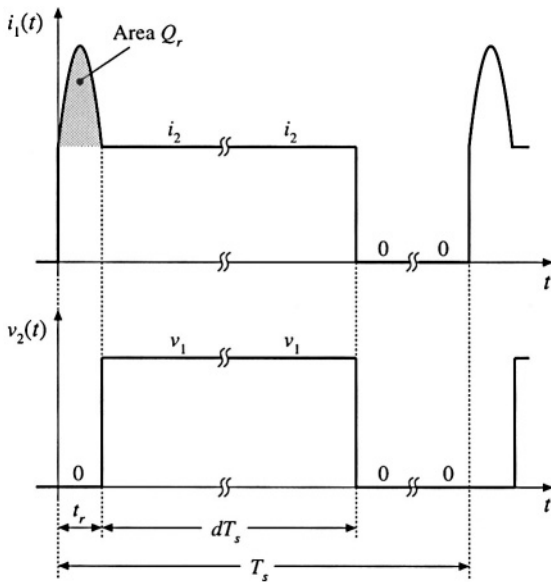 i₁(t)
Area Qᵣ
i₂ i₂
0 0
t
v₂(t)
v₁ v₁
0 0 0
t
tᵣ
dTₛ
Tₛ